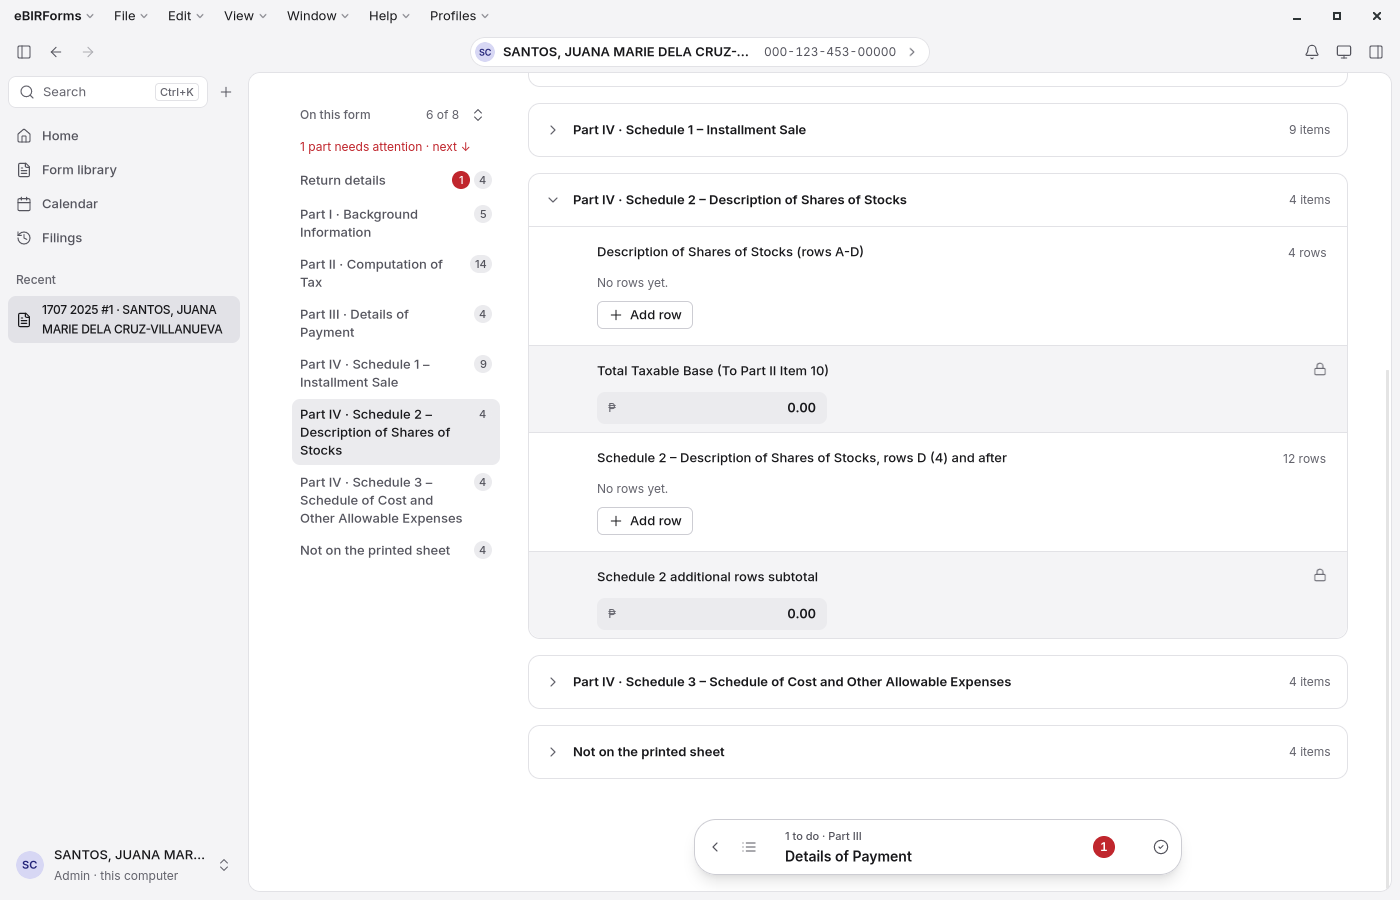 eBIRForms File Edit View Window Help Profiles
SC SANTOS, JUANA MARIE DELA CRUZ-... 000-123-453-00000
Search Ctrl+K
Home
Form library
Calendar
Filings
Recent
1707 2025 #1 · SANTOS, JUANA
MARIE DELA CRUZ-VILLANUEVA
SC SANTOS, JUANA MAR...
Admin · this computer
On this form 6 of 8
1 part needs attention · next ↓
Return details 1 4
Part I · Background 5
Information
Part II · Computation of 14
Tax
Part III · Details of 4
Payment
Part IV · Schedule 1 – 9
Installment Sale
Part IV · Schedule 2 – 4
Description of Shares of
Stocks
Part IV · Schedule 3 – 4
Schedule of Cost and
Other Allowable Expenses
Not on the printed sheet 4
Part IV · Schedule 1 – Installment Sale 9 items
Part IV · Schedule 2 – Description of Shares of Stocks 4 items
Description of Shares of Stocks (rows A-D) 4 rows
No rows yet.
Add row
Total Taxable Base (To Part II Item 10)
₱ 0.00
Schedule 2 – Description of Shares of Stocks, rows D (4) and after 12 rows
No rows yet.
Add row
Schedule 2 additional rows subtotal
₱ 0.00
Part IV · Schedule 3 – Schedule of Cost and Other Allowable Expenses 4 items
Not on the printed sheet 4 items
1 to do · Part III
Details of Payment 1